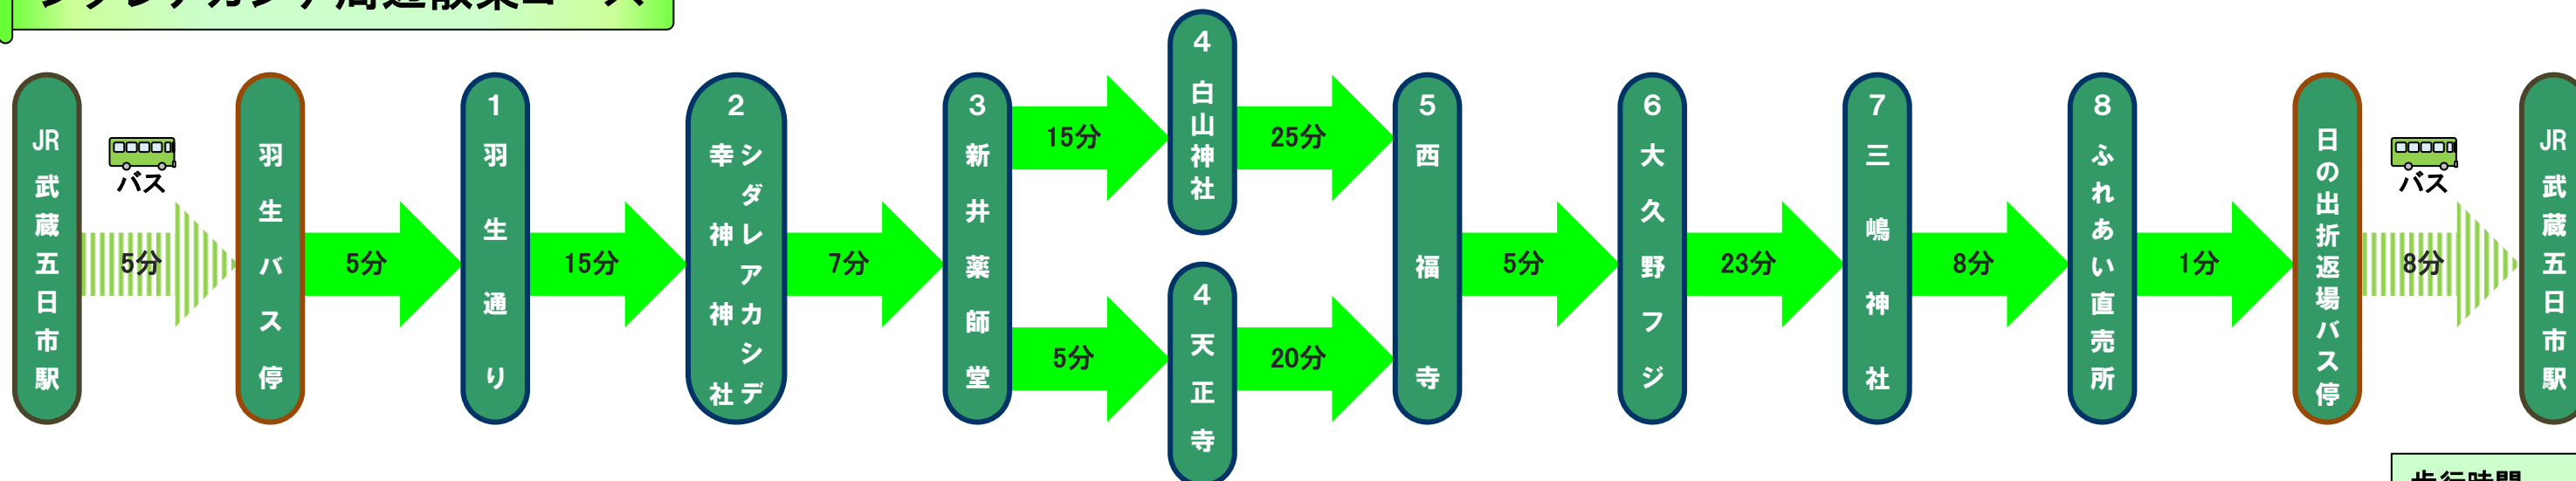 JR武蔵五日市駅
バス
5分
羽生バス停
5分
1 羽生通り
15分
2 シダレアカシデ
幸神神社
7分
3 新井薬師堂
15分
4 白山神社
25分
5分
4 天正寺
20分
5 西福寺
5分
6 大久野フジ
23分
7 三嶋神社
8分
8 ふれあい直売所
1分
日の出折返場バス停
バス
8分
JR武蔵五日市駅